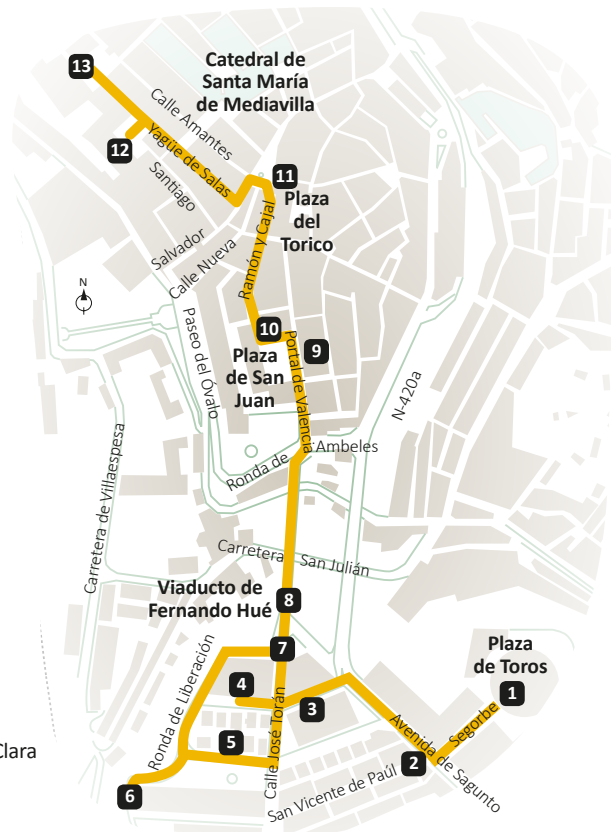 13
Catedral de
Santa María
de Mediavilla
Calle Amantes
12
Yagüe de Salas
Santiago
11
Plaza
del
Torico
Salvador
Calle Nueva
Ramón y Cajal
N
10
Plaza
de San
Juan
9
Portal de Valencia
Paseo del Óvalo
N-420a
Ronda de Ambeles
Carretera de Villaespesa
Carretera San Julián
Viaducto de
Fernando Hué
8
7
Plaza
de Toros
1
Segorbe
Ronda de Liberación
4
3
Calle José Torán
Avenida de Sagunto
5
2
San Vicente de Paúl
6
Clara